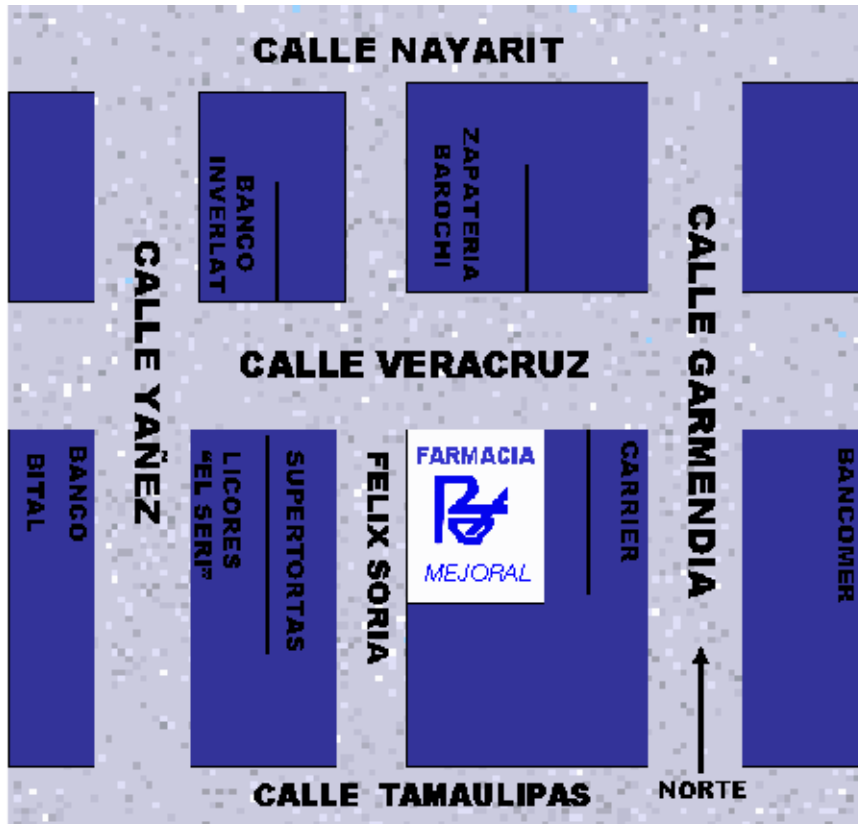 CALLE NAYARIT
BANCO
INVERLAT
ZAPATERIA
BAROCHI
CALLE YAÑEZ
CALLE GARMENDIA
CALLE VERACRUZ
BANCO
BITAL
LICORES
"EL SERI"
SUPERTORTAS
FELIX SORIA
FARMACIA
MEJORAL
CARRIER
BANCOMER
CALLE TAMAULIPAS
NORTE